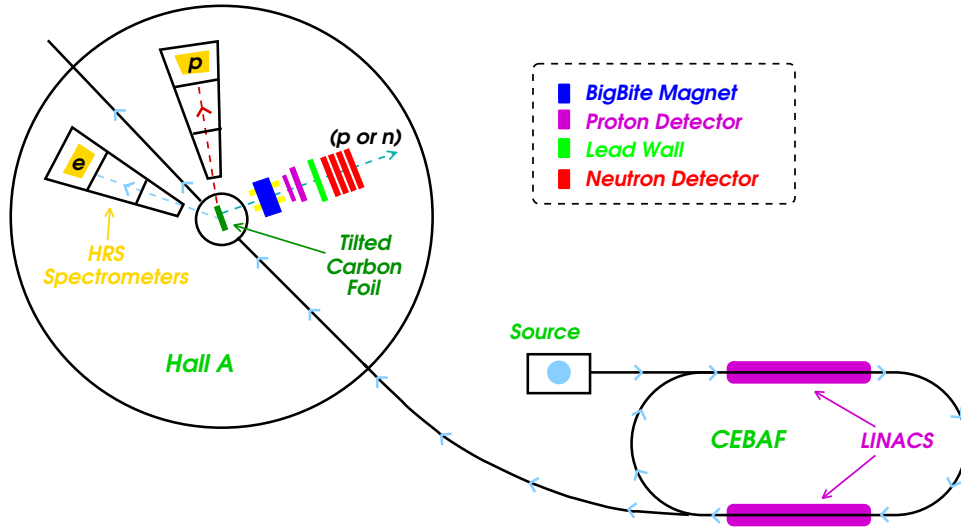 p
e
(p or n)
HRS
Spectrometers
Tilted
Carbon
Foil
Hall A
BigBite Magnet
Proton Detector
Lead Wall
Neutron Detector
Source
CEBAF
LINACS